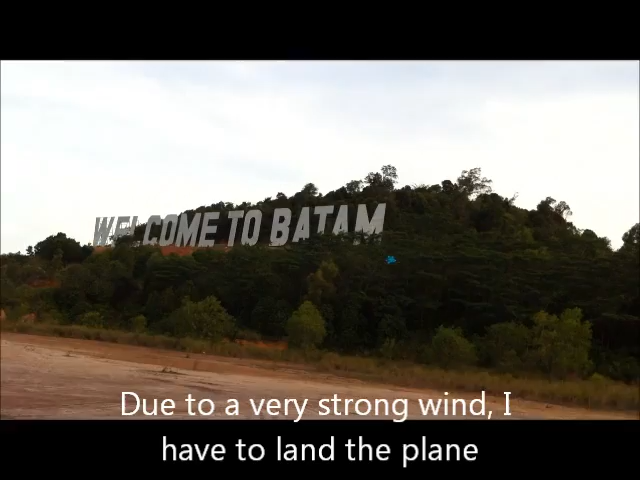 WELCOME TO BATAM
Due to a very strong wind, I
have to land the plane